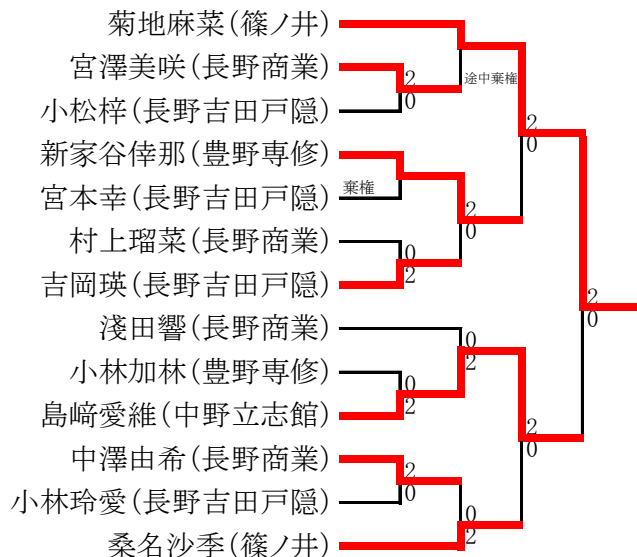 菊地麻菜(篠ノ井)
宮澤美咲(長野商業)
2
0
途中棄権
小松梓(長野吉田戸隠)
2
0
新家谷倖那(豊野専修)
宮本幸(長野吉田戸隠)
棄権
2
0
村上瑠菜(長野商業)
0
2
吉岡瑛(長野吉田戸隠)
2
0
淺田響(長野商業)
0
2
小林加林(豊野専修)
0
2
島﨑愛維(中野立志館)
2
0
中澤由希(長野商業)
2
0
小林玲愛(長野吉田戸隠)
0
2
桑名沙季(篠ノ井)